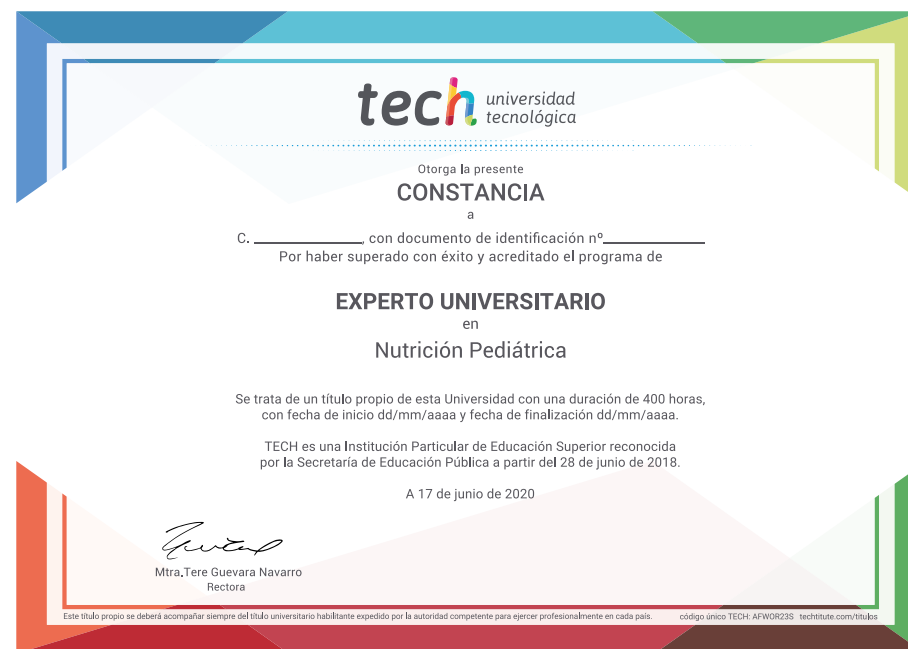 tech universidad
tecnológica
Otorga la presente
CONSTANCIA
a
C. ____________, con documento de identificación nº____________
Por haber superado con éxito y acreditado el programa de
EXPERTO UNIVERSITARIO
en
Nutrición Pediátrica
Se trata de un título propio de esta Universidad con una duración de 400 horas,
con fecha de inicio dd/mm/aaaa y fecha de finalización dd/mm/aaaa.
TECH es una Institución Particular de Educación Superior reconocida
por la Secretaría de Educación Pública a partir del 28 de junio de 2018.
A 17 de junio de 2020
Mtra.Tere Guevara Navarro
Rectora
Este título propio se deberá acompañar siempre del título universitario habilitante expedido por la autoridad competente para ejercer profesionalmente en cada país. código único TECH: AFWOR23S techtitute.com/titulos